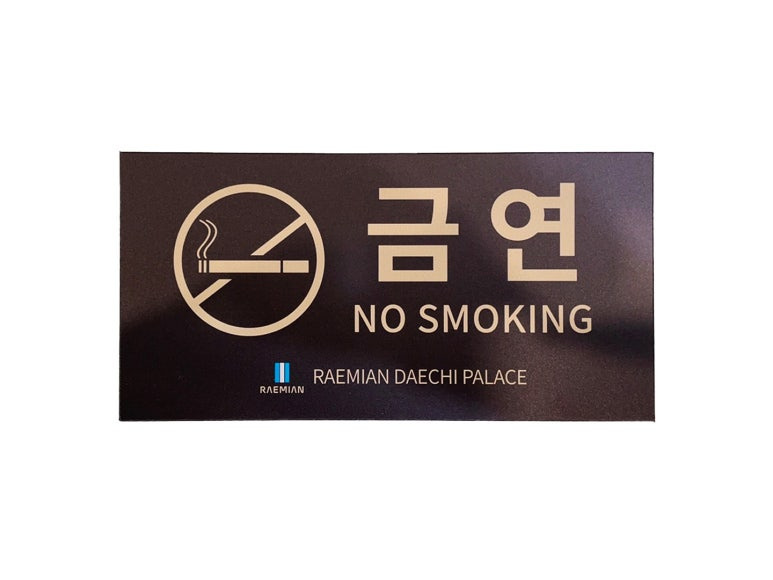 금연
NO SMOKING
RAEMIAN
RAEMIAN DAECHI PALACE